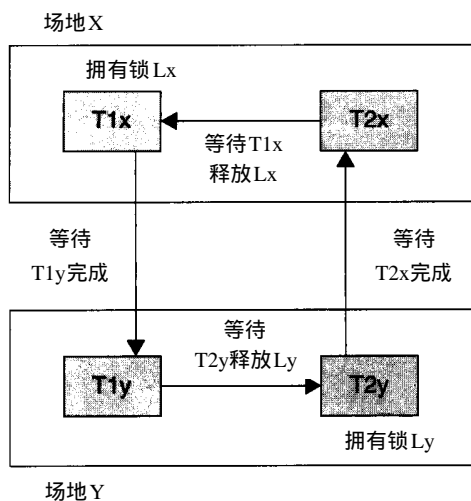 场地X
拥有锁Lx
T1x
T2x
等待T1x
释放Lx
等待
T1y完成
等待
T2x完成
等待
T2y释放Ly
T1y
T2y
拥有锁Ly
场地Y